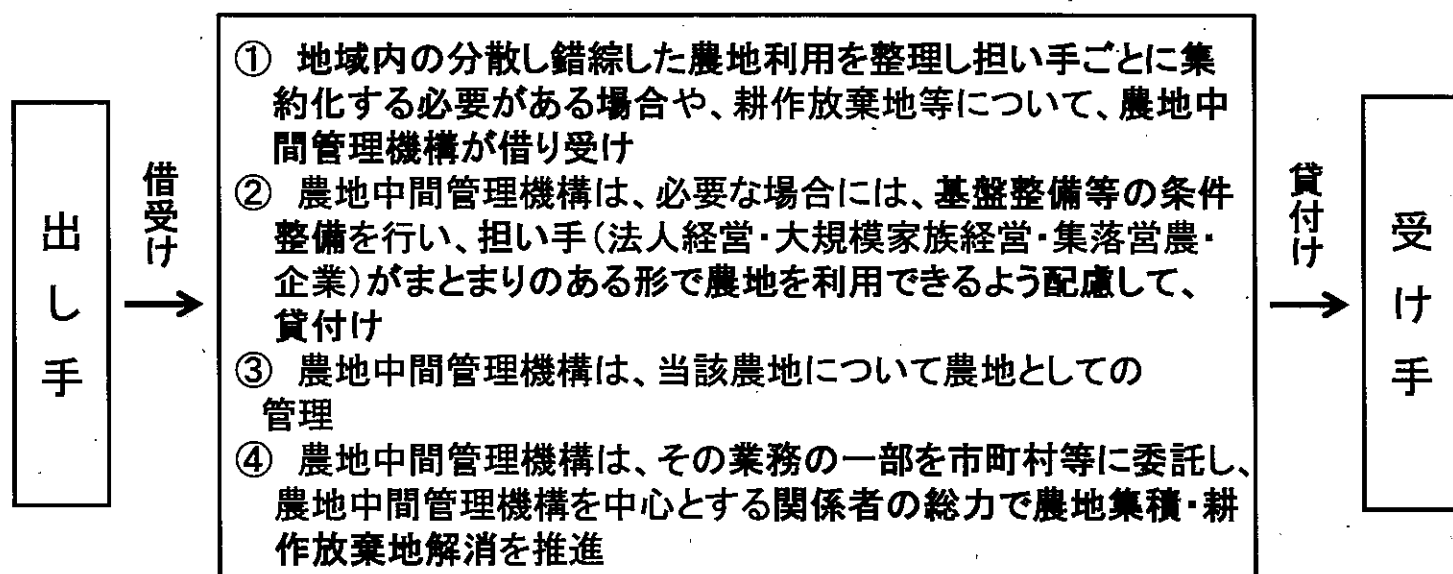 出し手
借受け
① 地域内の分散し錯綜した農地利用を整理し担い手ごとに集
約化する必要がある場合や、耕作放棄地等について、農地中
間管理機構が借り受け
② 農地中間管理機構は、必要な場合には、基盤整備等の条件
整備を行い、担い手(法人経営・大規模家族経営・集落営農・
企業)がまとまりのある形で農地を利用できるよう配慮して、
貸付け
③ 農地中間管理機構は、当該農地について農地としての
管理
④ 農地中間管理機構は、その業務の一部を市町村等に委託し、
農地中間管理機構を中心とする関係者の総力で農地集積・耕
作放棄地解消を推進
貸付け
受け手